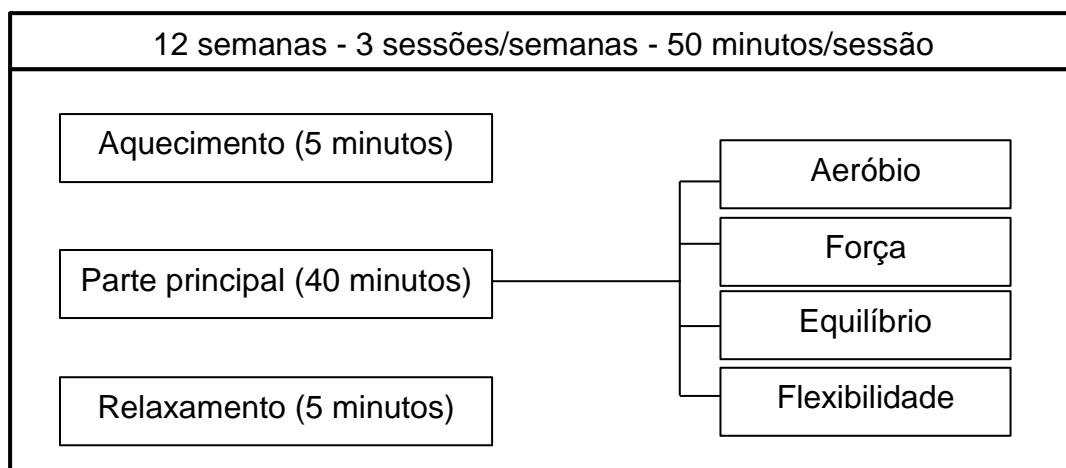 12 semanas - 3 sessões/semanas - 50 minutos/sessão
Aquecimento (5 minutos)
Parte principal (40 minutos)
Relaxamento (5 minutos)
Aeróbio
Força
Equilíbrio
Flexibilidade